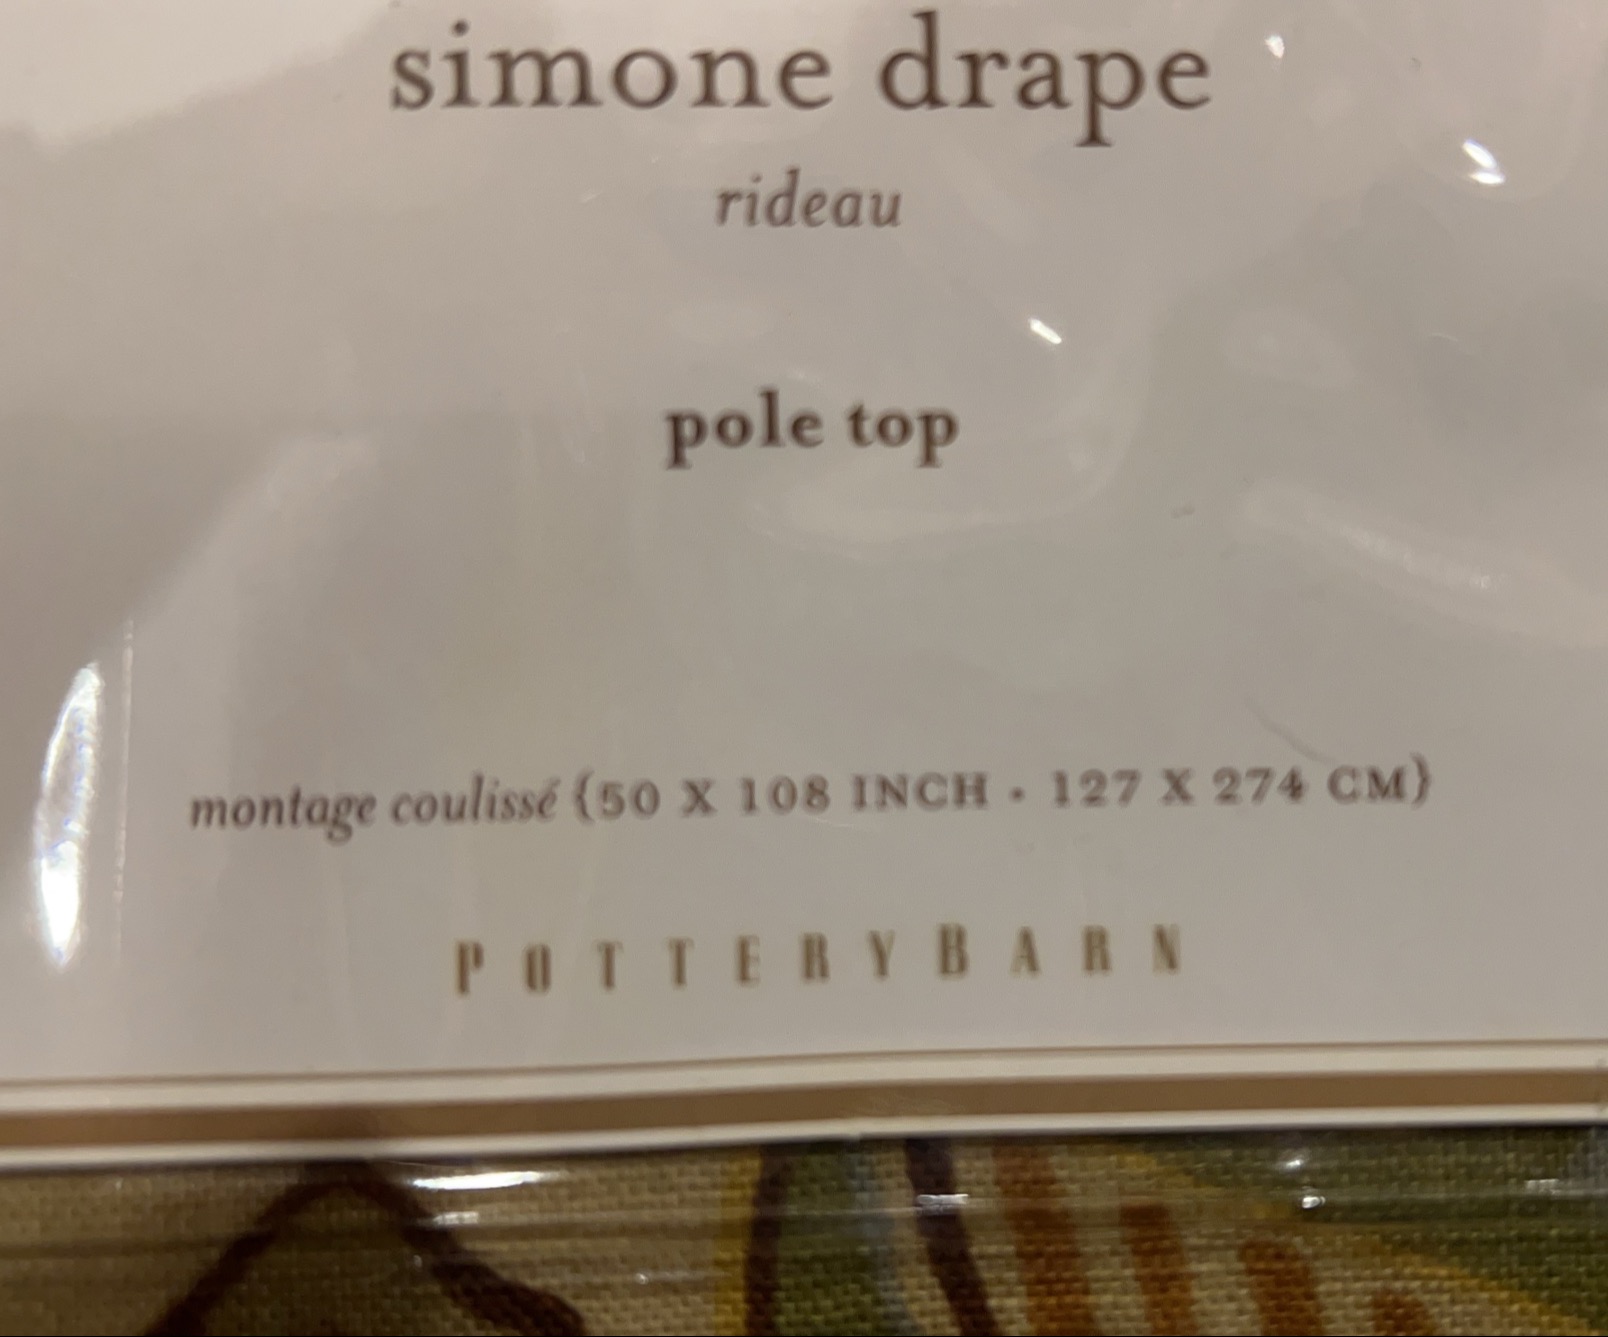 simone drape
rideau
pole top
montage coulissé {50 X 108 INCH · 127 X 274 CM}
POTTERYBARN